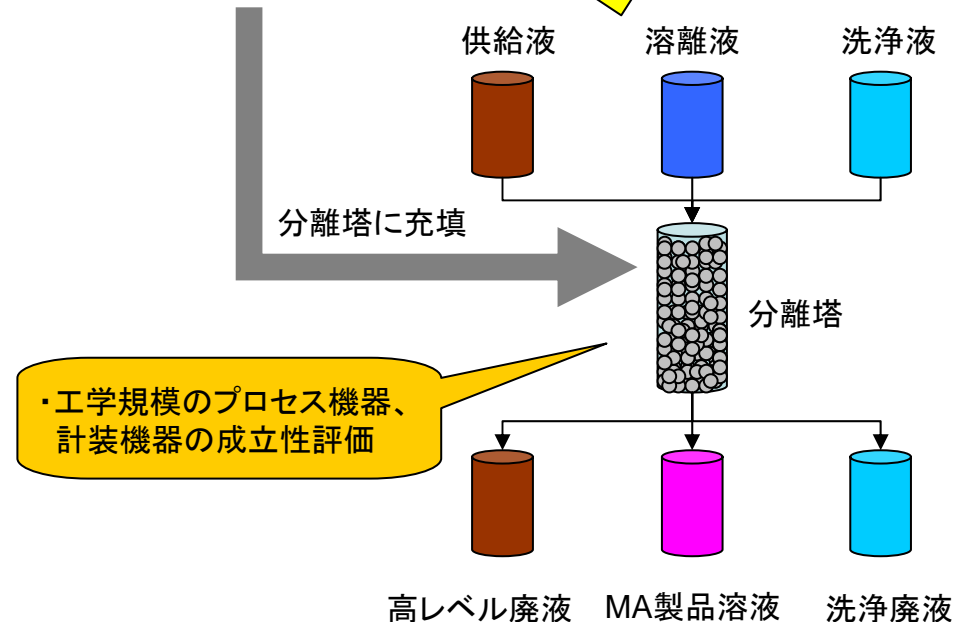 供給液 溶離液 洗浄液
分離塔に充填
分離塔
・工学規模のプロセス機器、
計装機器の成立性評価
高レベル廃液 MA製品溶液 洗浄廃液